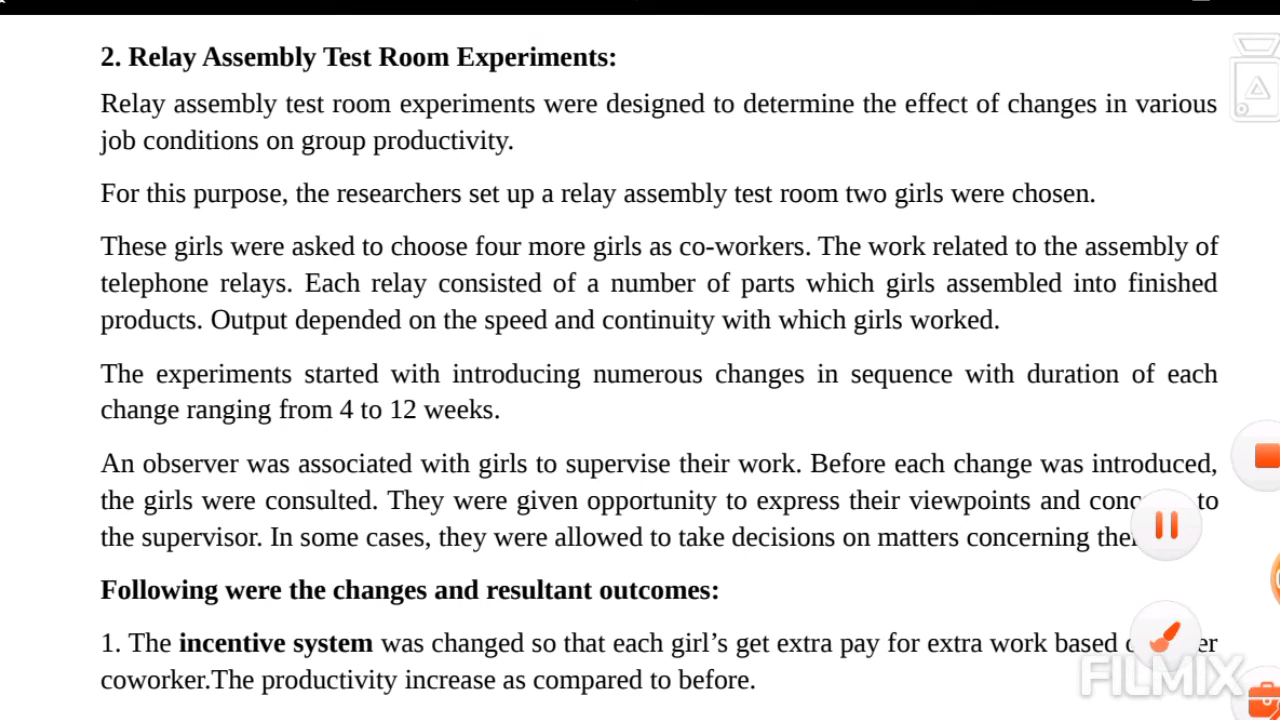 2. Relay Assembly Test Room Experiments:
Relay assembly test room experiments were designed to determine the effect of changes in various
job conditions on group productivity.
For this purpose, the researchers set up a relay assembly test room two girls were chosen.
These girls were asked to choose four more girls as co-workers. The work related to the assembly of
telephone relays. Each relay consisted of a number of parts which girls assembled into finished
products. Output depended on the speed and continuity with which girls worked.
The experiments started with introducing numerous changes in sequence with duration of each
change ranging from 4 to 12 weeks.
An observer was associated with girls to supervise their work. Before each change was introduced,
the girls were consulted. They were given opportunity to express their viewpoints and to
the supervisor. In some cases, they were allowed to take decisions on matters concerning
Following were the changes and resultant outcomes:
1. The incentive system was changed so that each girl’s get extra pay for extra work based
coworker.The productivity increase as compared to before.
FILMIX